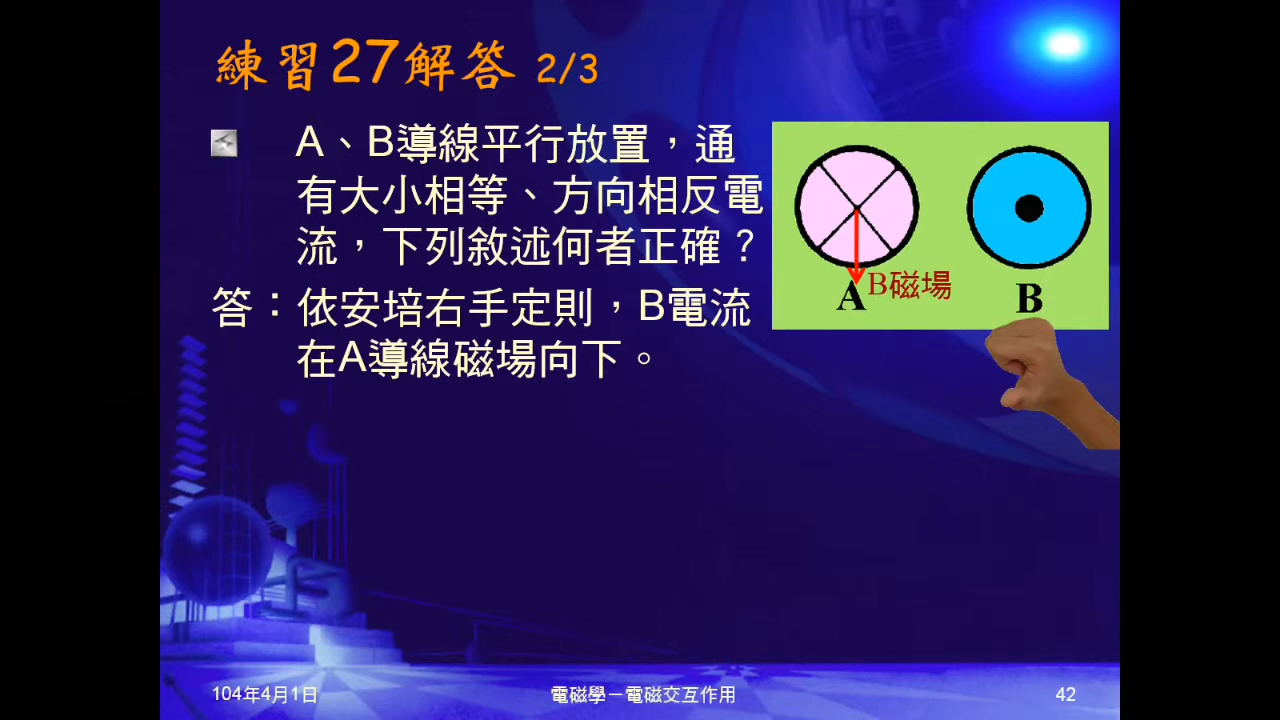 練習27解答 2/3
A、B導線平行放置，通
有大小相等、方向相反電
流，下列敘述何者正確？
答：依安培右手定則，B電流
在A導線磁場向下。
B磁場
A
B
104年4月1日
電磁學－電磁交互作用
42